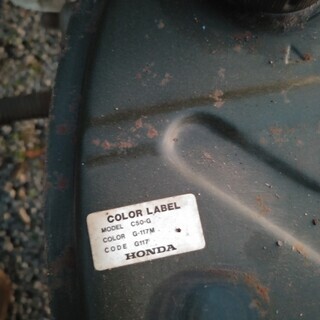 COLOR LABEL
MODEL C50-G
COLOR G-117M
CODE G117
HONDA